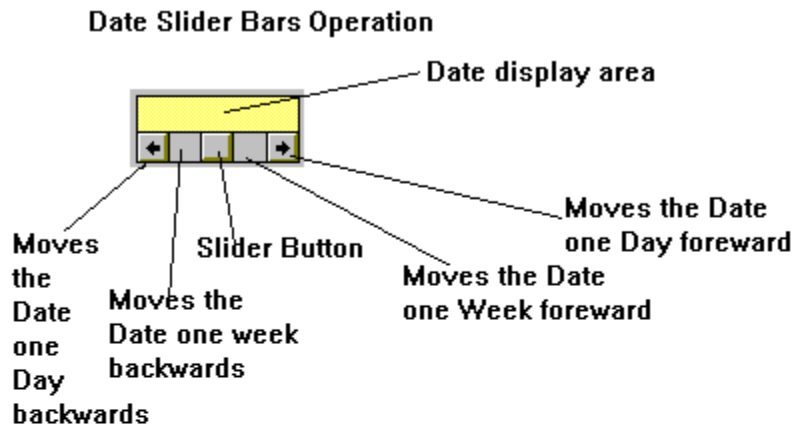 Date Slider Bars Operation
Date display area
Moves the Date
one Day foreward
Slider Button
Moves the Date
one Week foreward
Moves
the
Date
one
Day
backwards
Moves the
Date one week
backwards